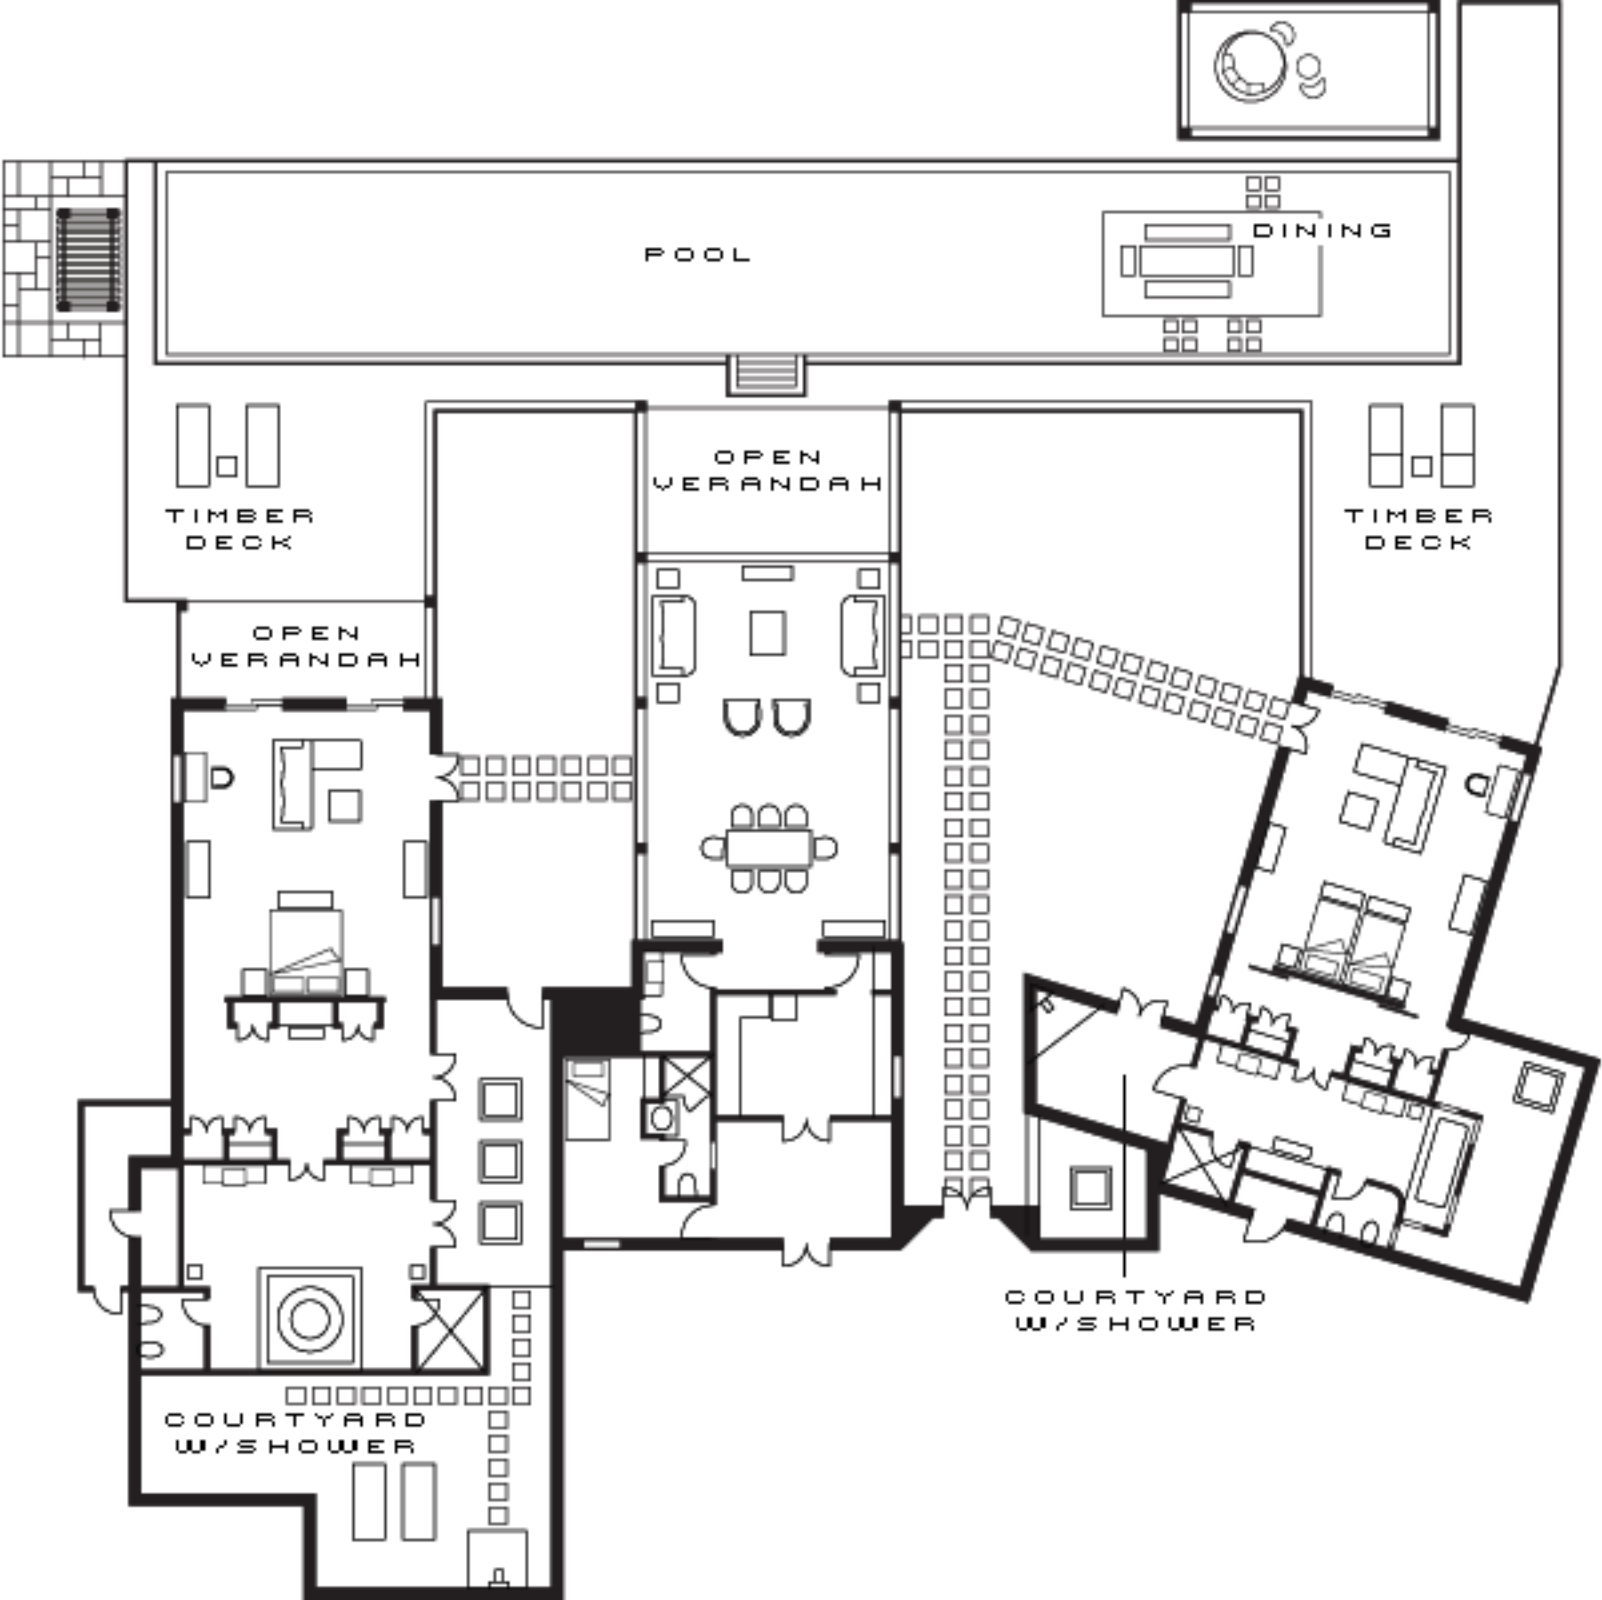 DINING
POOL
OPEN
VERANDAH
TIMBER
DECK
TIMBER
DECK
OPEN
VERANDAH
COURTYARD
W/SHOWER
COURTYARD
W/SHOWER